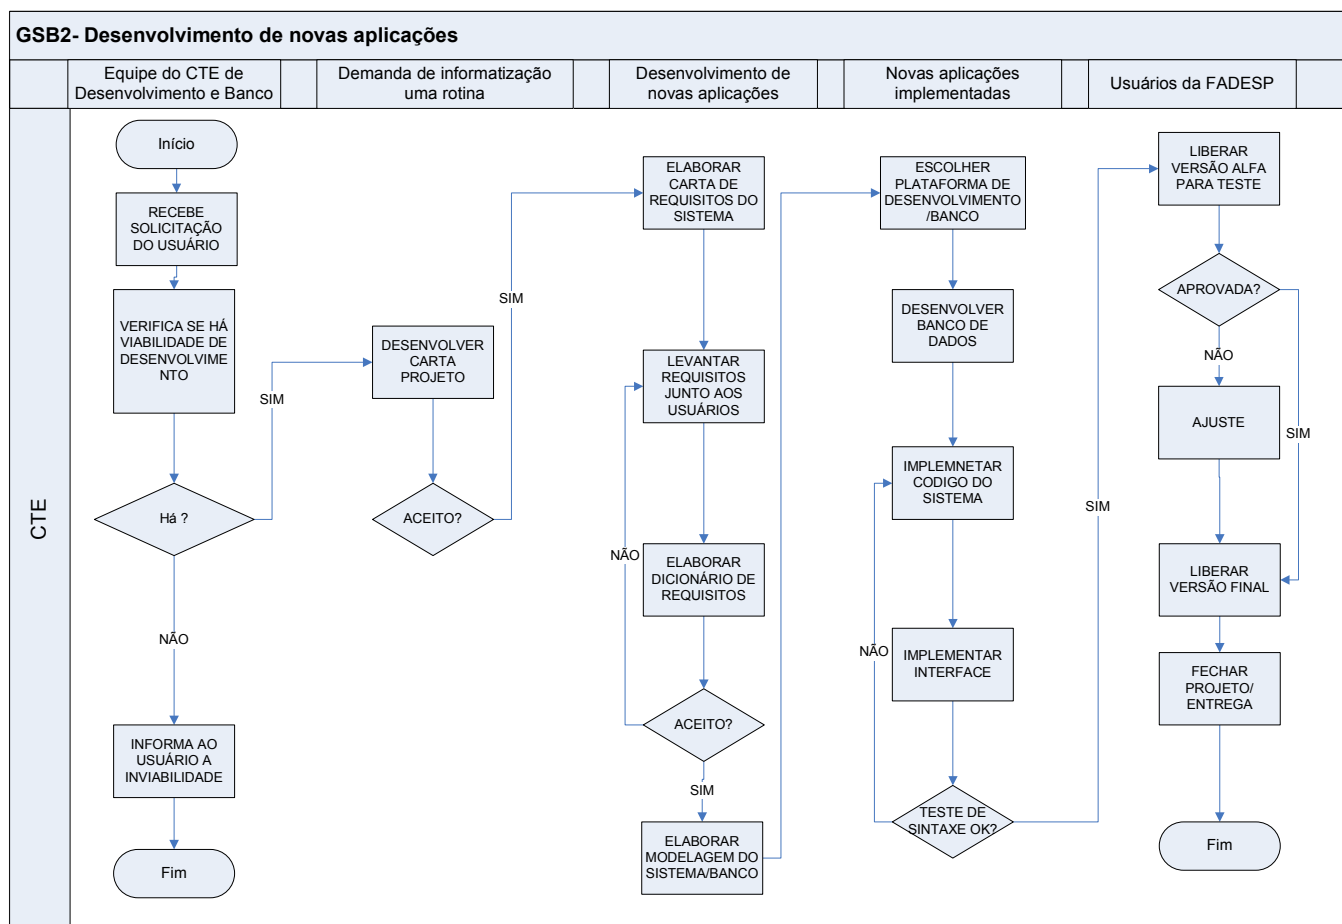 GSB2- Desenvolvimento de novas aplicações
Equipe do CTE de
Desenvolvimento e Banco
Demanda de informatização
uma rotina
Desenvolvimento de
novas aplicações
Novas aplicações
implementadas
Usuários da FADESP
CTE
Início
RECEBE
SOLICITAÇÃO
DO USUÁRIO
VERIFICA SE HÁ
VIABILIDADE DE
DESENVOLVIME
NTO
Há ?
SIM
NÃO
INFORMA AO
USUÁRIO A
INVIABILIDADE
Fim
DESENVOLVER
CARTA
PROJETO
ACEITO?
SIM
ELABORAR
CARTA DE
REQUISITOS DO
SISTEMA
LEVANTAR
REQUISITOS
JUNTO AOS
USUÁRIOS
ELABORAR
DICIONÁRIO DE
REQUISITOS
NÃO
ACEITO?
SIM
ELABORAR
MODELAGEM DO
SISTEMA/BANCO
ESCOLHER
PLATAFORMA DE
DESENVOLVIMENTO
/BANCO
DESENVOLVER
BANCO DE
DADOS
IMPLEMNETAR
CODIGO DO
SISTEMA
IMPLEMENTAR
INTERFACE
NÃO
TESTE DE
SINTAXE OK?
SIM
LIBERAR
VERSÃO ALFA
PARA TESTE
APROVADA?
NÃO
SIM
AJUSTE
LIBERAR
VERSÃO FINAL
FECHAR
PROJETO/
ENTREGA
Fim